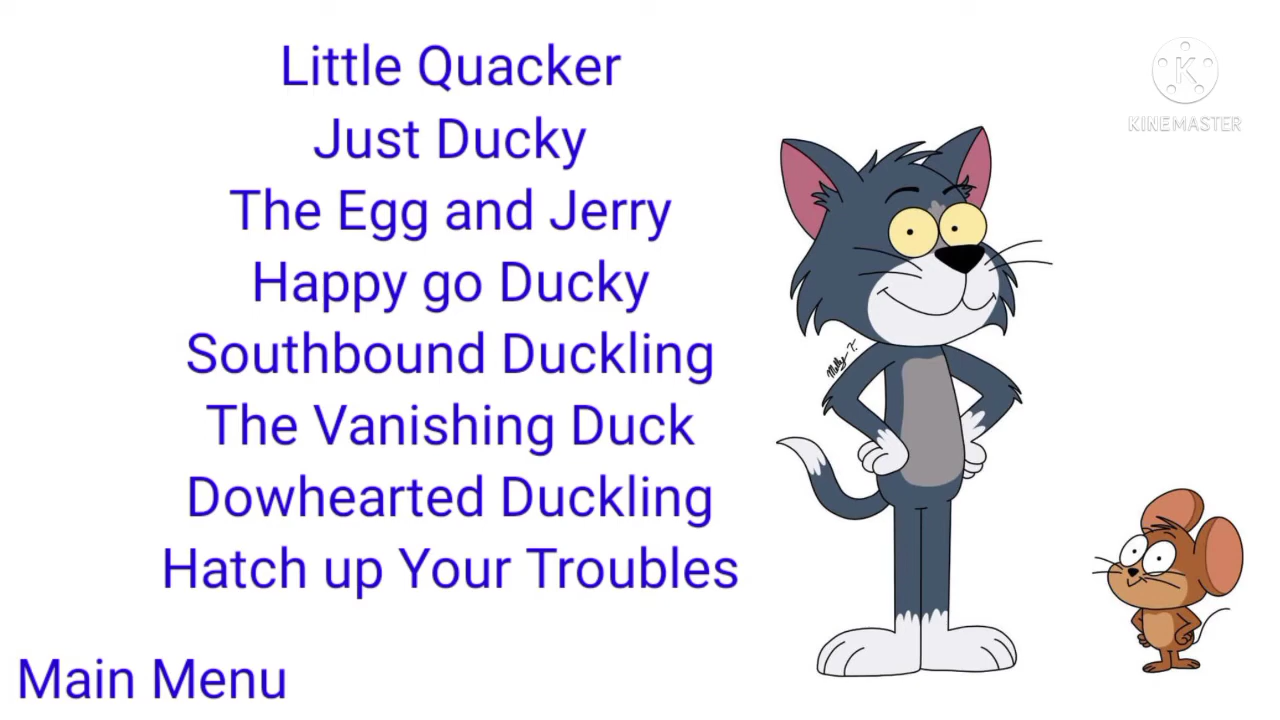 Little Quacker
Just Ducky
The Egg and Jerry
Happy go Ducky
Southbound Duckling
The Vanishing Duck
Dowhearted Duckling
Hatch up Your Troubles
Main Menu
K
KINEMASTER
Molly T.